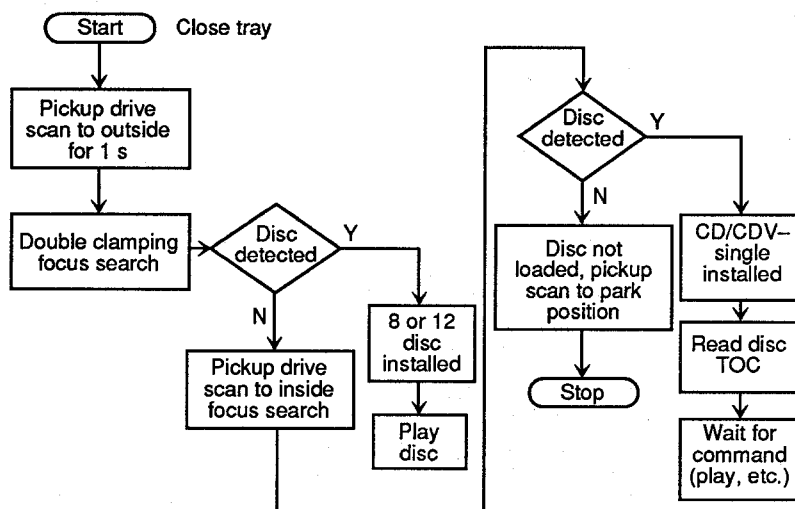 Start
Close tray
Pickup drive
scan to outside
for 1 s
Double clamping
focus search
Disc
detected
Y
N
8 or 12
disc
installed
Play
disc
Pickup drive
scan to inside
focus search
Disc
detected
Y
N
Disc not
loaded, pickup
scan to park
position
Stop
CD/CDV–
single
installed
Read disc
TOC
Wait for
command
(play, etc.)